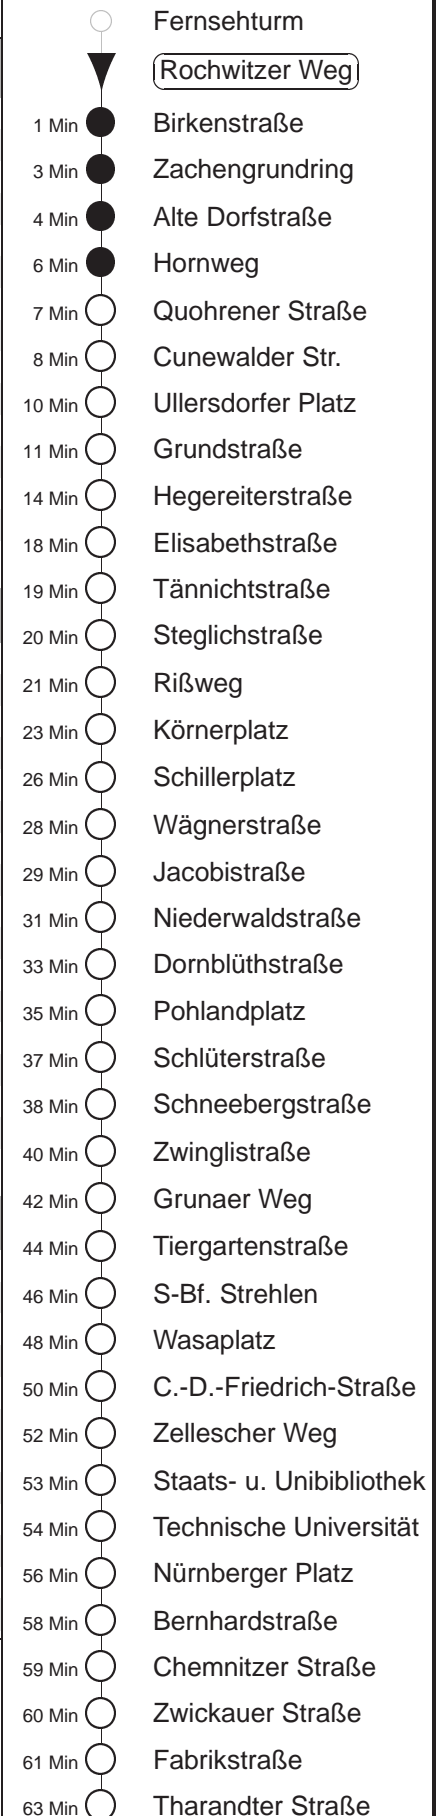 Fernsehturm
Rochwitzer Weg
1 Min Birkenstraße
3 Min Zachengrundring
4 Min Alte Dorfstraße
6 Min Hornweg
7 Min Quohrener Straße
8 Min Cunewalder Str.
10 Min Ullersdorfer Platz
11 Min Grundstraße
14 Min Hegereiterstraße
18 Min Elisabethstraße
19 Min Tännichtstraße
20 Min Steglichstraße
21 Min Rißweg
23 Min Körnerplatz
26 Min Schillerplatz
28 Min Wägnerstraße
29 Min Jacobistraße
31 Min Niederwaldstraße
33 Min Dornblüthstraße
35 Min Pohlandplatz
37 Min Schlüterstraße
38 Min Schneebergstraße
40 Min Zwinglistraße
42 Min Grunaer Weg
44 Min Tiergartenstraße
46 Min S-Bf. Strehlen
48 Min Wasaplatz
50 Min C.-D.-Friedrich-Straße
52 Min Zellescher Weg
53 Min Staats- u. Unibibliothek
54 Min Technische Universität
56 Min Nürnberger Platz
58 Min Bernhardstraße
59 Min Chemnitzer Straße
60 Min Zwickauer Straße
61 Min Fabrikstraße
63 Min Tharandter Straße